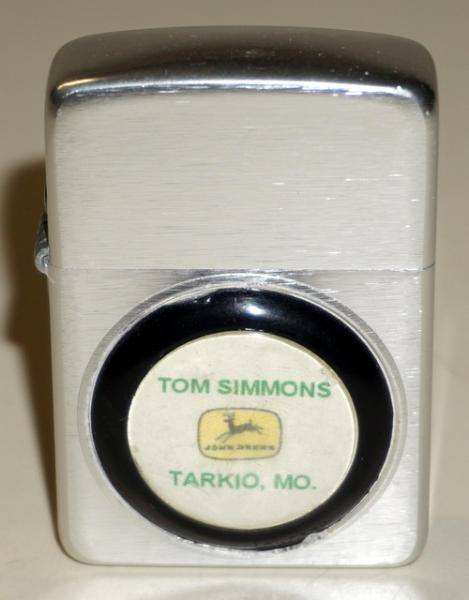 TOM SIMMONS
JOHN DEERE
TARKIO, MO.